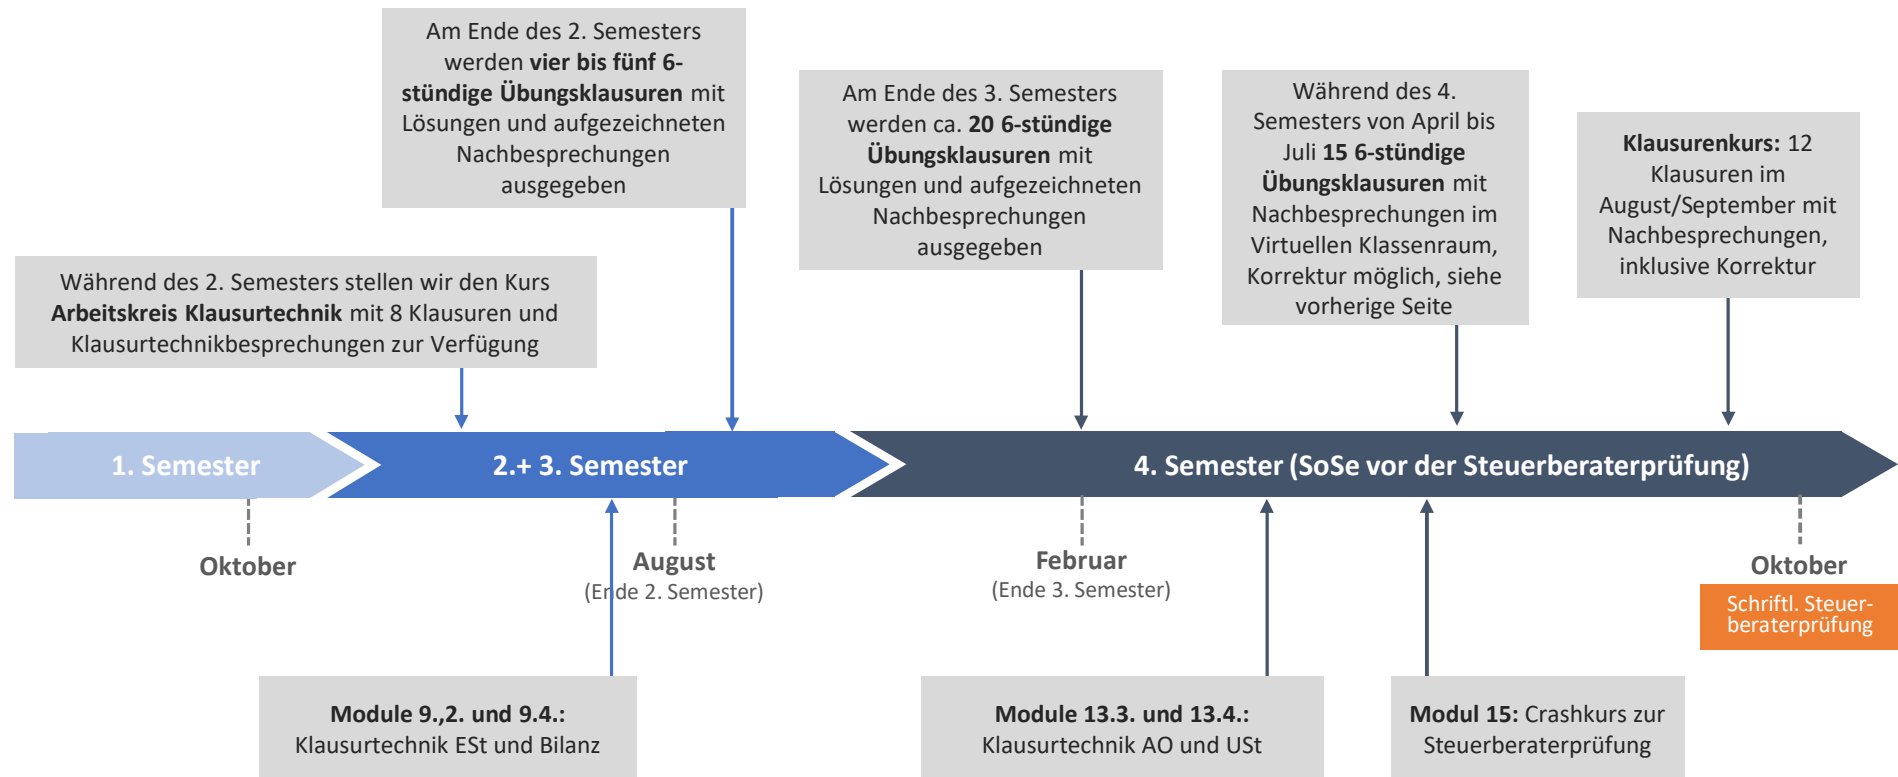 Am Ende des 2. Semesters
werden vier bis fünf 6-
stündige Übungsklausuren mit
Lösungen und aufgezeichneten
Nachbesprechungen
ausgegeben
Am Ende des 3. Semesters
werden ca. 20 6-stündige
Übungsklausuren mit
Lösungen und aufgezeichneten
Nachbesprechungen
ausgegeben
Während des 4.
Semesters von April bis
Juli 15 6-stündige
Übungsklausuren mit
Nachbesprechungen im
Virtuellen Klassenraum,
Korrektur möglich, siehe
vorherige Seite
Klausurenkurs: 12
Klausuren im
August/September mit
Nachbesprechungen,
inklusive Korrektur
Während des 2. Semesters stellen wir den Kurs
Arbeitskreis Klausurtechnik mit 8 Klausuren und
Klausurtechnikbesprechungen zur Verfügung
1. Semester
2.+ 3. Semester
4. Semester (SoSe vor der Steuerberaterprüfung)
Oktober
August
(Ende 2. Semester)
Februar
(Ende 3. Semester)
Oktober
Schriftl. Steuer-
beraterprüfung
Module 9.,2. und 9.4.:
Klausurtechnik ESt und Bilanz
Module 13.3. und 13.4.:
Klausurtechnik AO und USt
Modul 15: Crashkurs zur
Steuerberaterprüfung